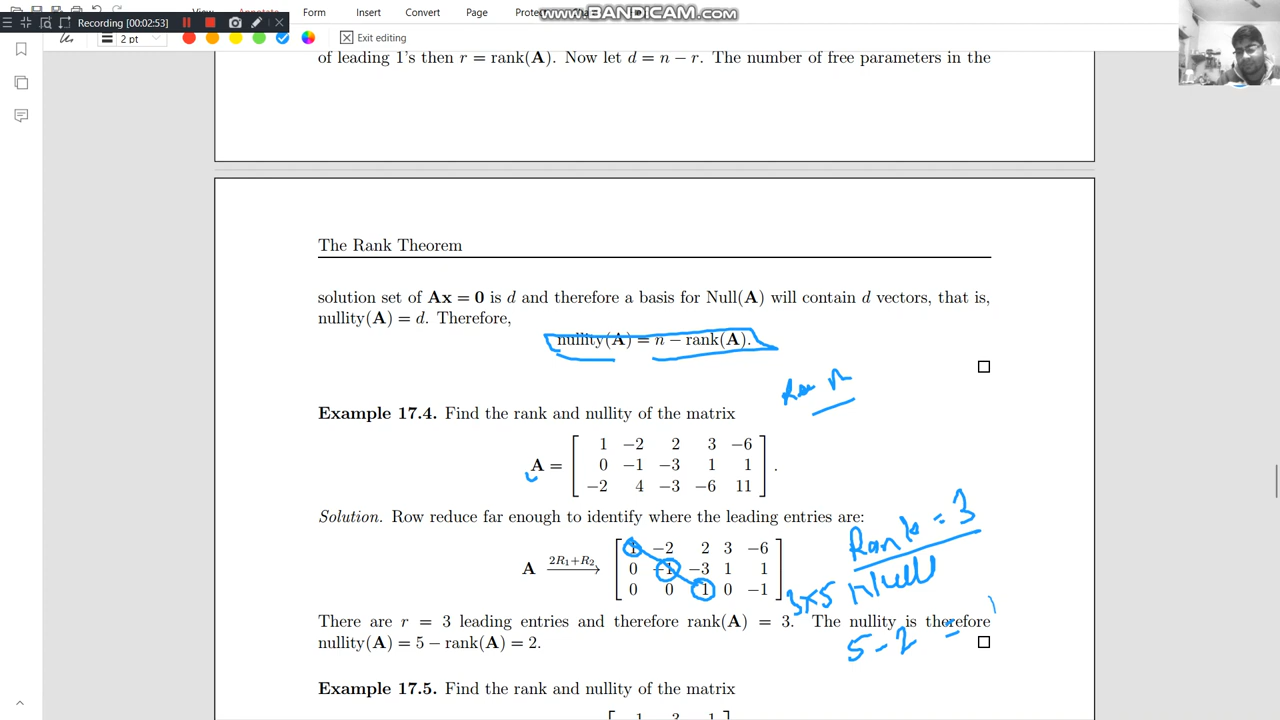 Recording [00:02:53]
Form Insert Convert Page
www.BANDICAM.com
2 pt Exit editing
of leading 1's then r = rank(A). Now let d = n − r. The number of free parameters in the
The Rank Theorem
solution set of Ax = 0 is d and therefore a basis for Null(A) will contain d vectors, that is,
nullity(A) = d. Therefore,
nullity(A) = n − rank(A).
Example 17.4. Find the rank and nullity of the matrix
A = [ 1 −2 2 3 −6
0 −1 −3 1 1
−2 4 −3 −6 11 ] .
Solution. Row reduce far enough to identify where the leading entries are:
Rank = 3
A 2R₁+R₂ → [ 1 −2 2 3 −6
0 −1 −3 1 1
0 0 1 0 −1 ]
3×5
There are r = 3 leading entries and therefore rank(A) = 3. The nullity is therefore
nullity(A) = 5 − rank(A) = 2.
5 - 2 =
Example 17.5. Find the rank and nullity of the matrix